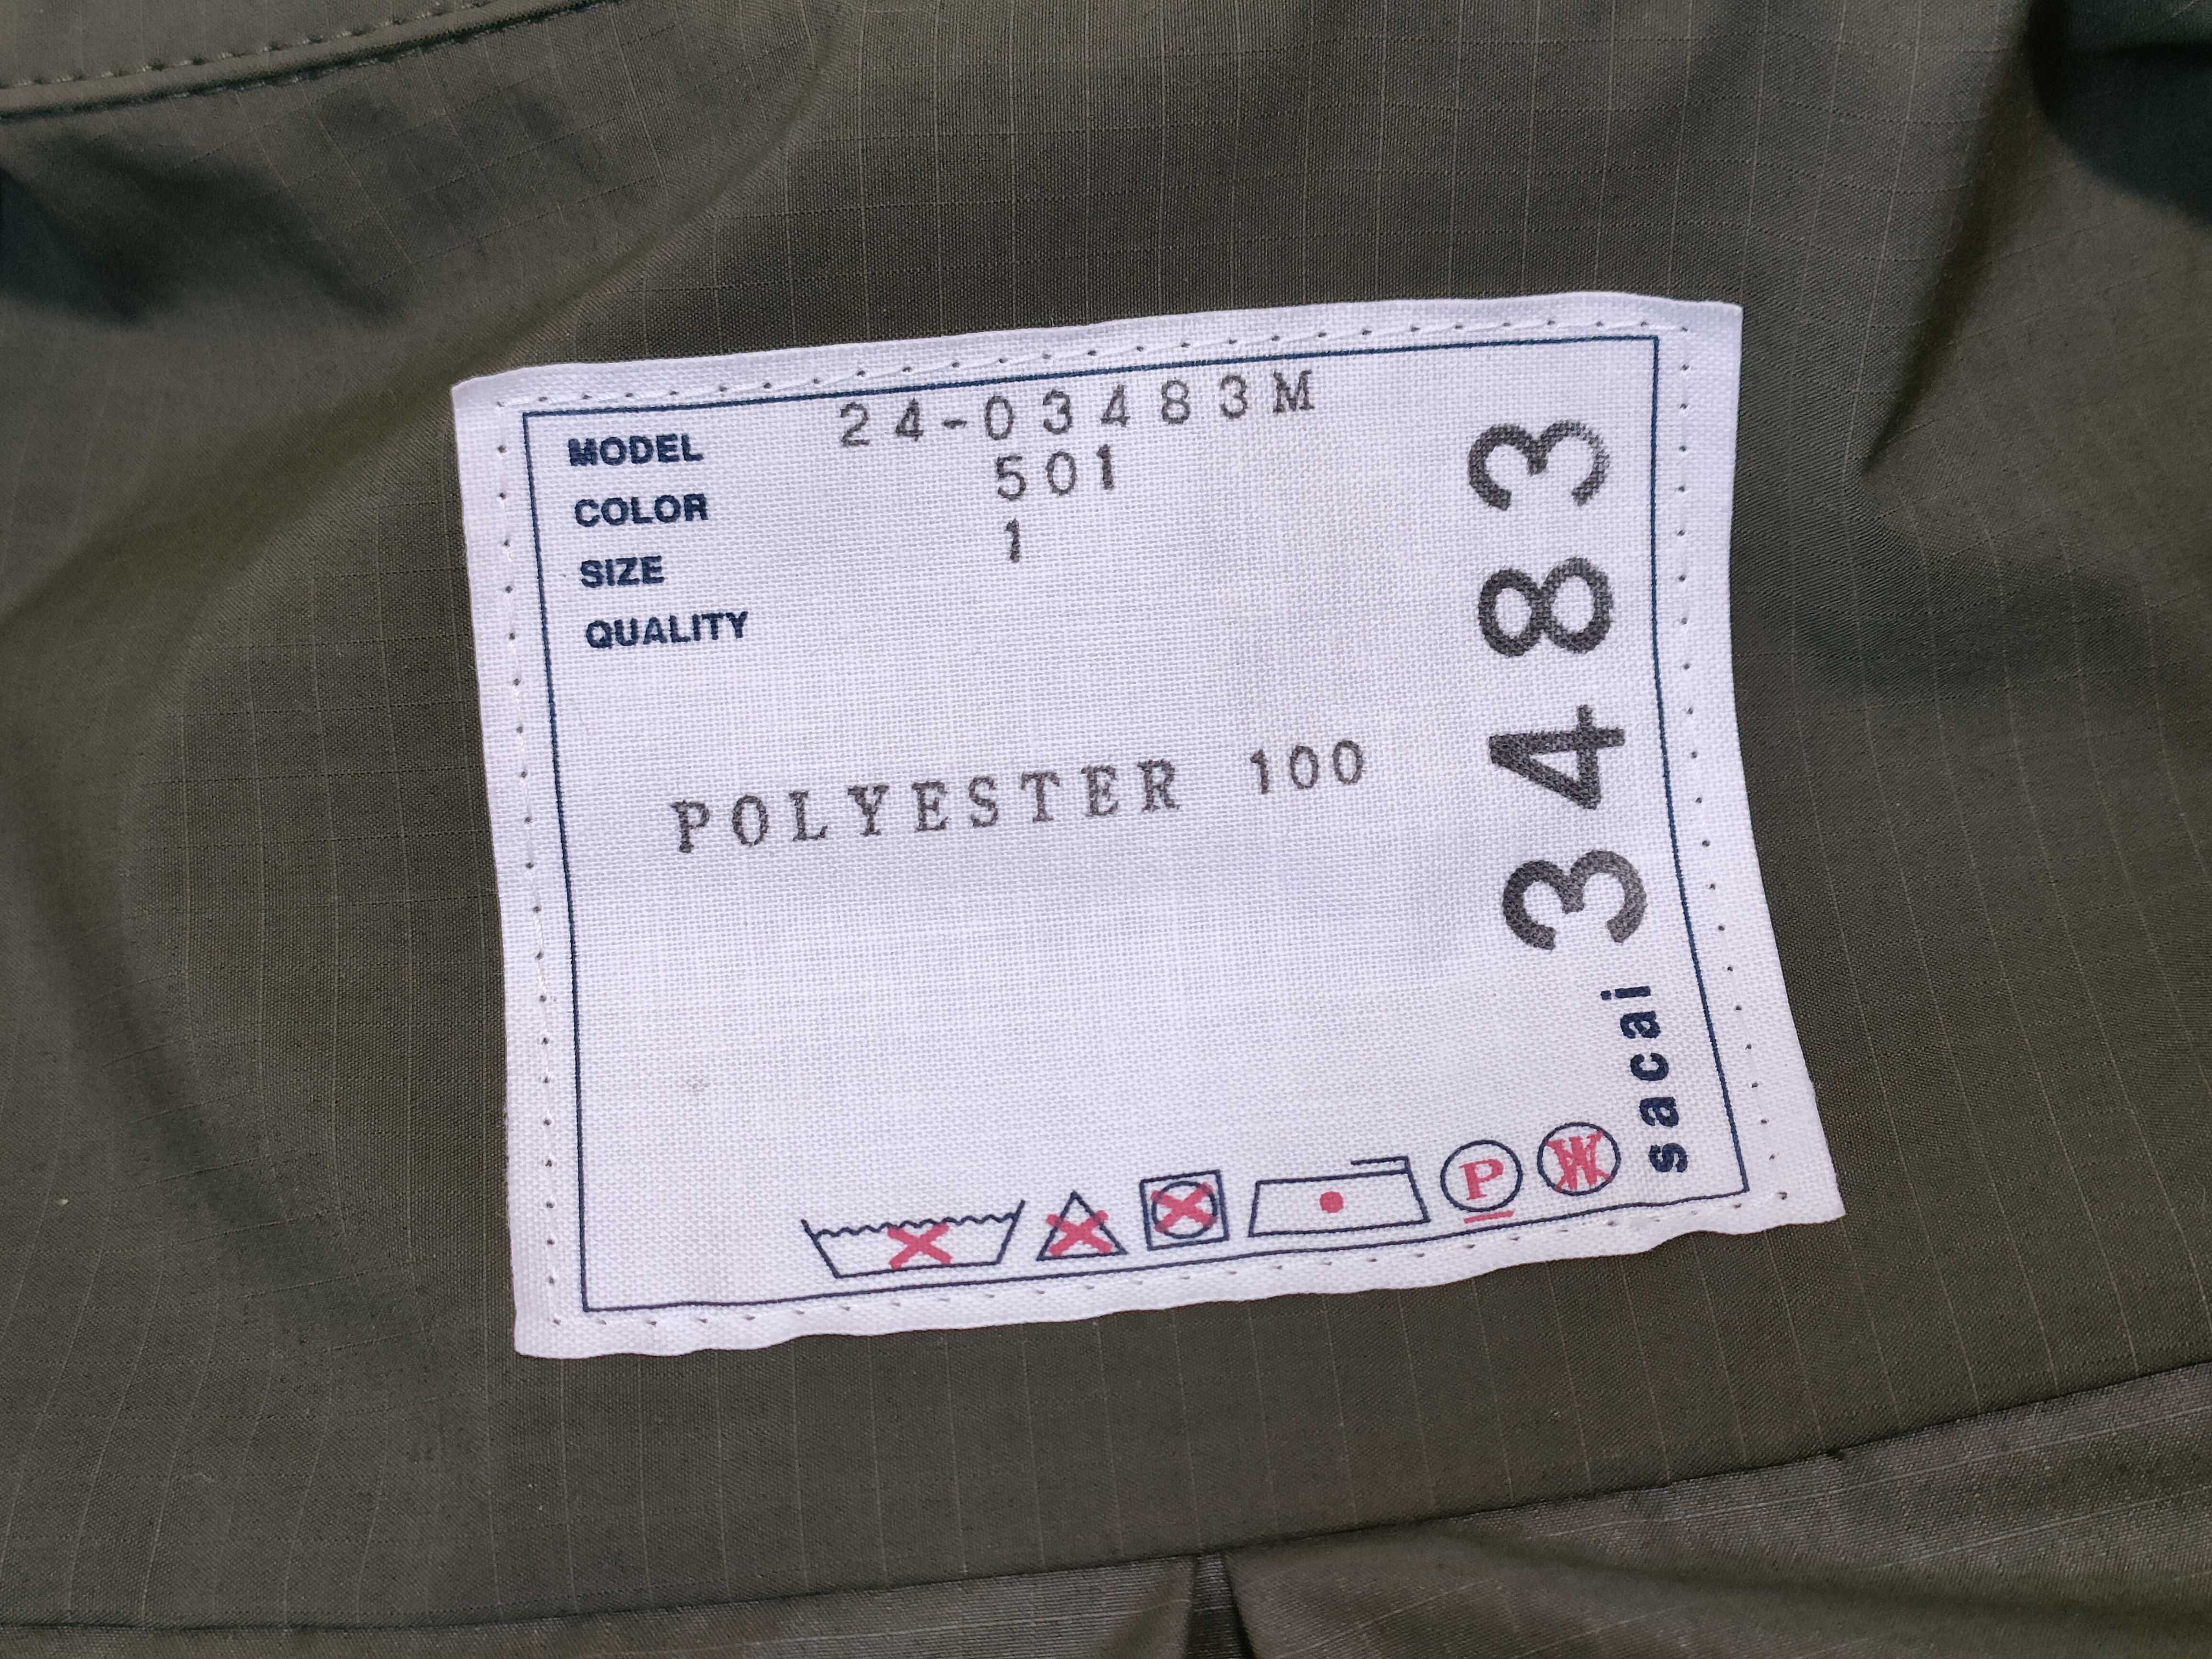 MODEL 24-03483M
COLOR 501
SIZE 1
QUALITY
POLYESTER 100
3483
sacai
P
W